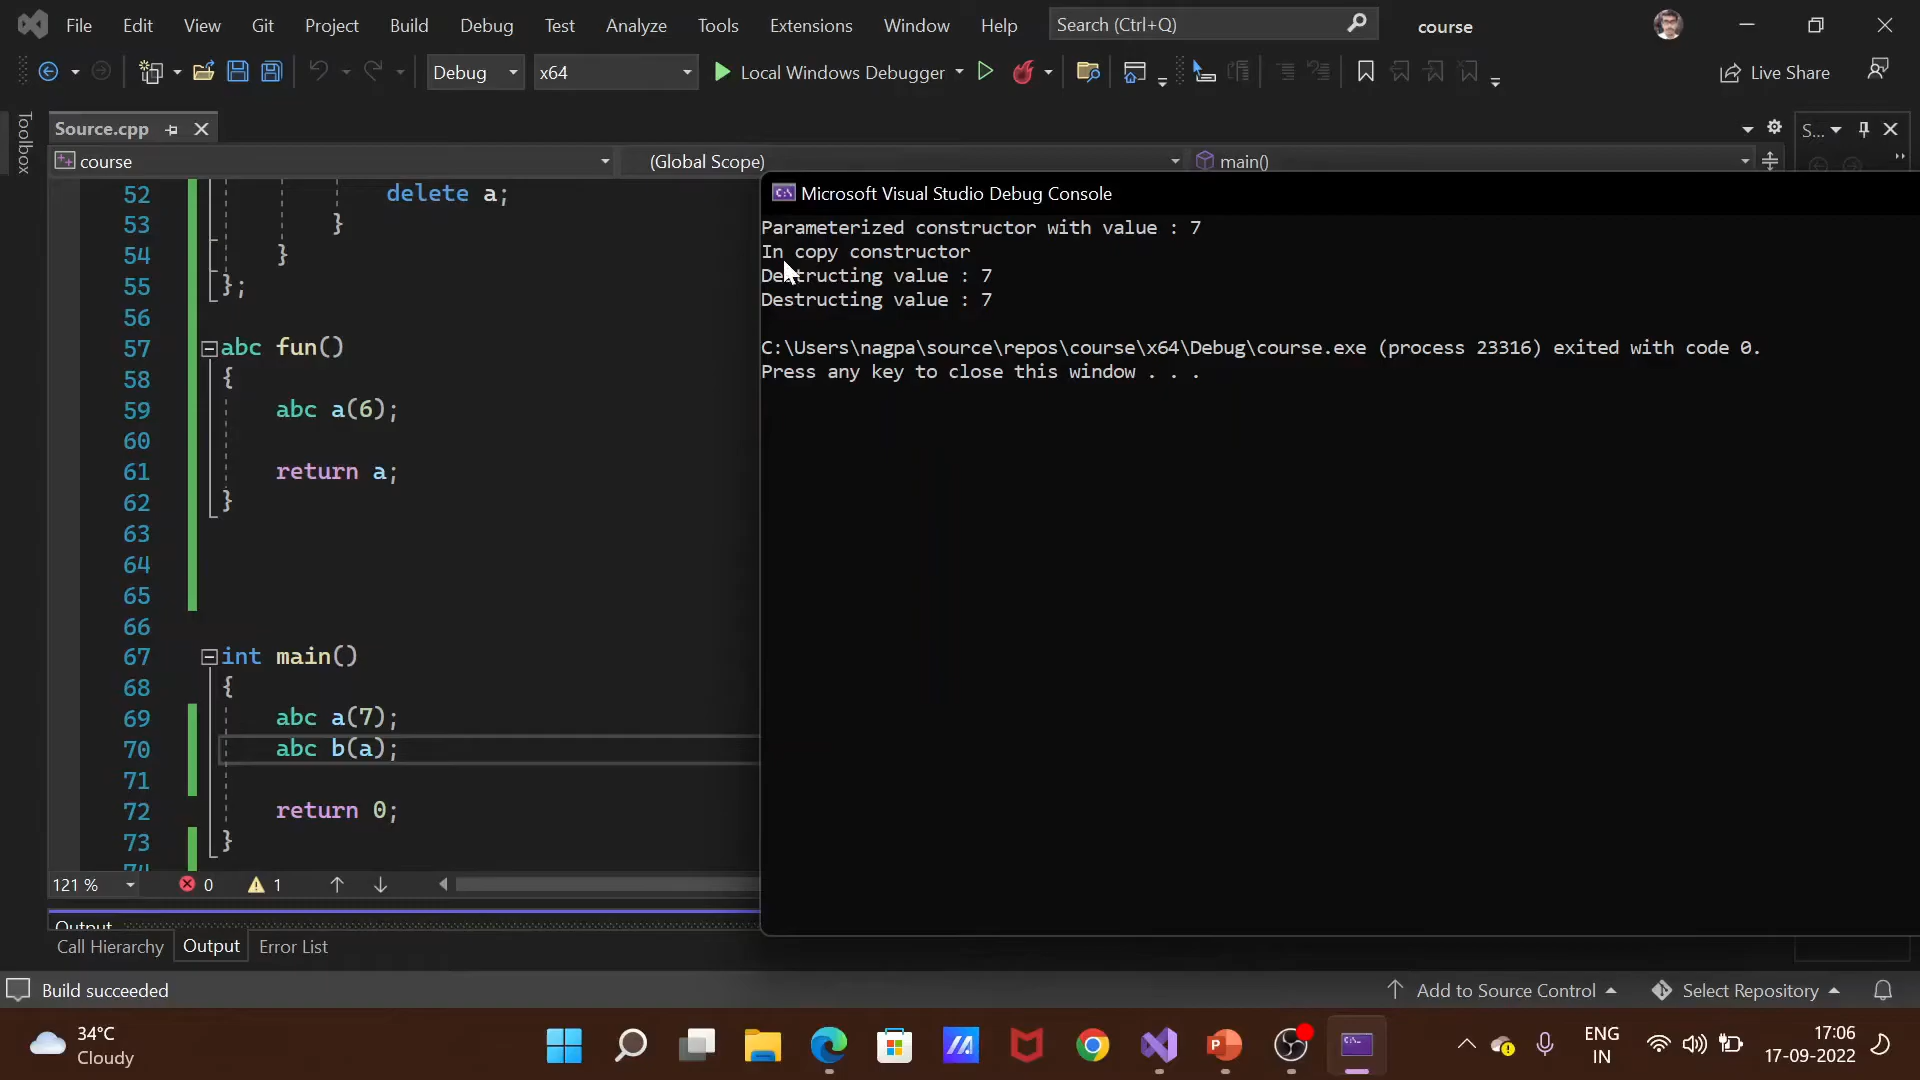 File Edit View Git Project Build Debug Test Analyze Tools Extensions Window Help Search (Ctrl+Q) course
Debug x64 Local Windows Debugger Live Share
Toolbox
Source.cpp S...
course (Global Scope) main()
52 delete a;
53 }
54 }
55 };
56
57 abc fun()
58 {
59 abc a(6);
60
61 return a;
62 }
63
64
65
66
67 int main()
68 {
69 abc a(7);
70 abc b(a);
71
72 return 0;
73 }
74
Microsoft Visual Studio Debug Console
Parameterized constructor with value : 7
In copy constructor
Destructing value : 7
Destructing value : 7
C:\Users\nagpa\source\repos\course\x64\Debug\course.exe (process 23316) exited with code 0.
Press any key to close this window . . .
121 % 0 1
Output
Call Hierarchy Output Error List
Build succeeded Add to Source Control Select Repository
34°C
Cloudy
ENG
IN
17:06
17-09-2022